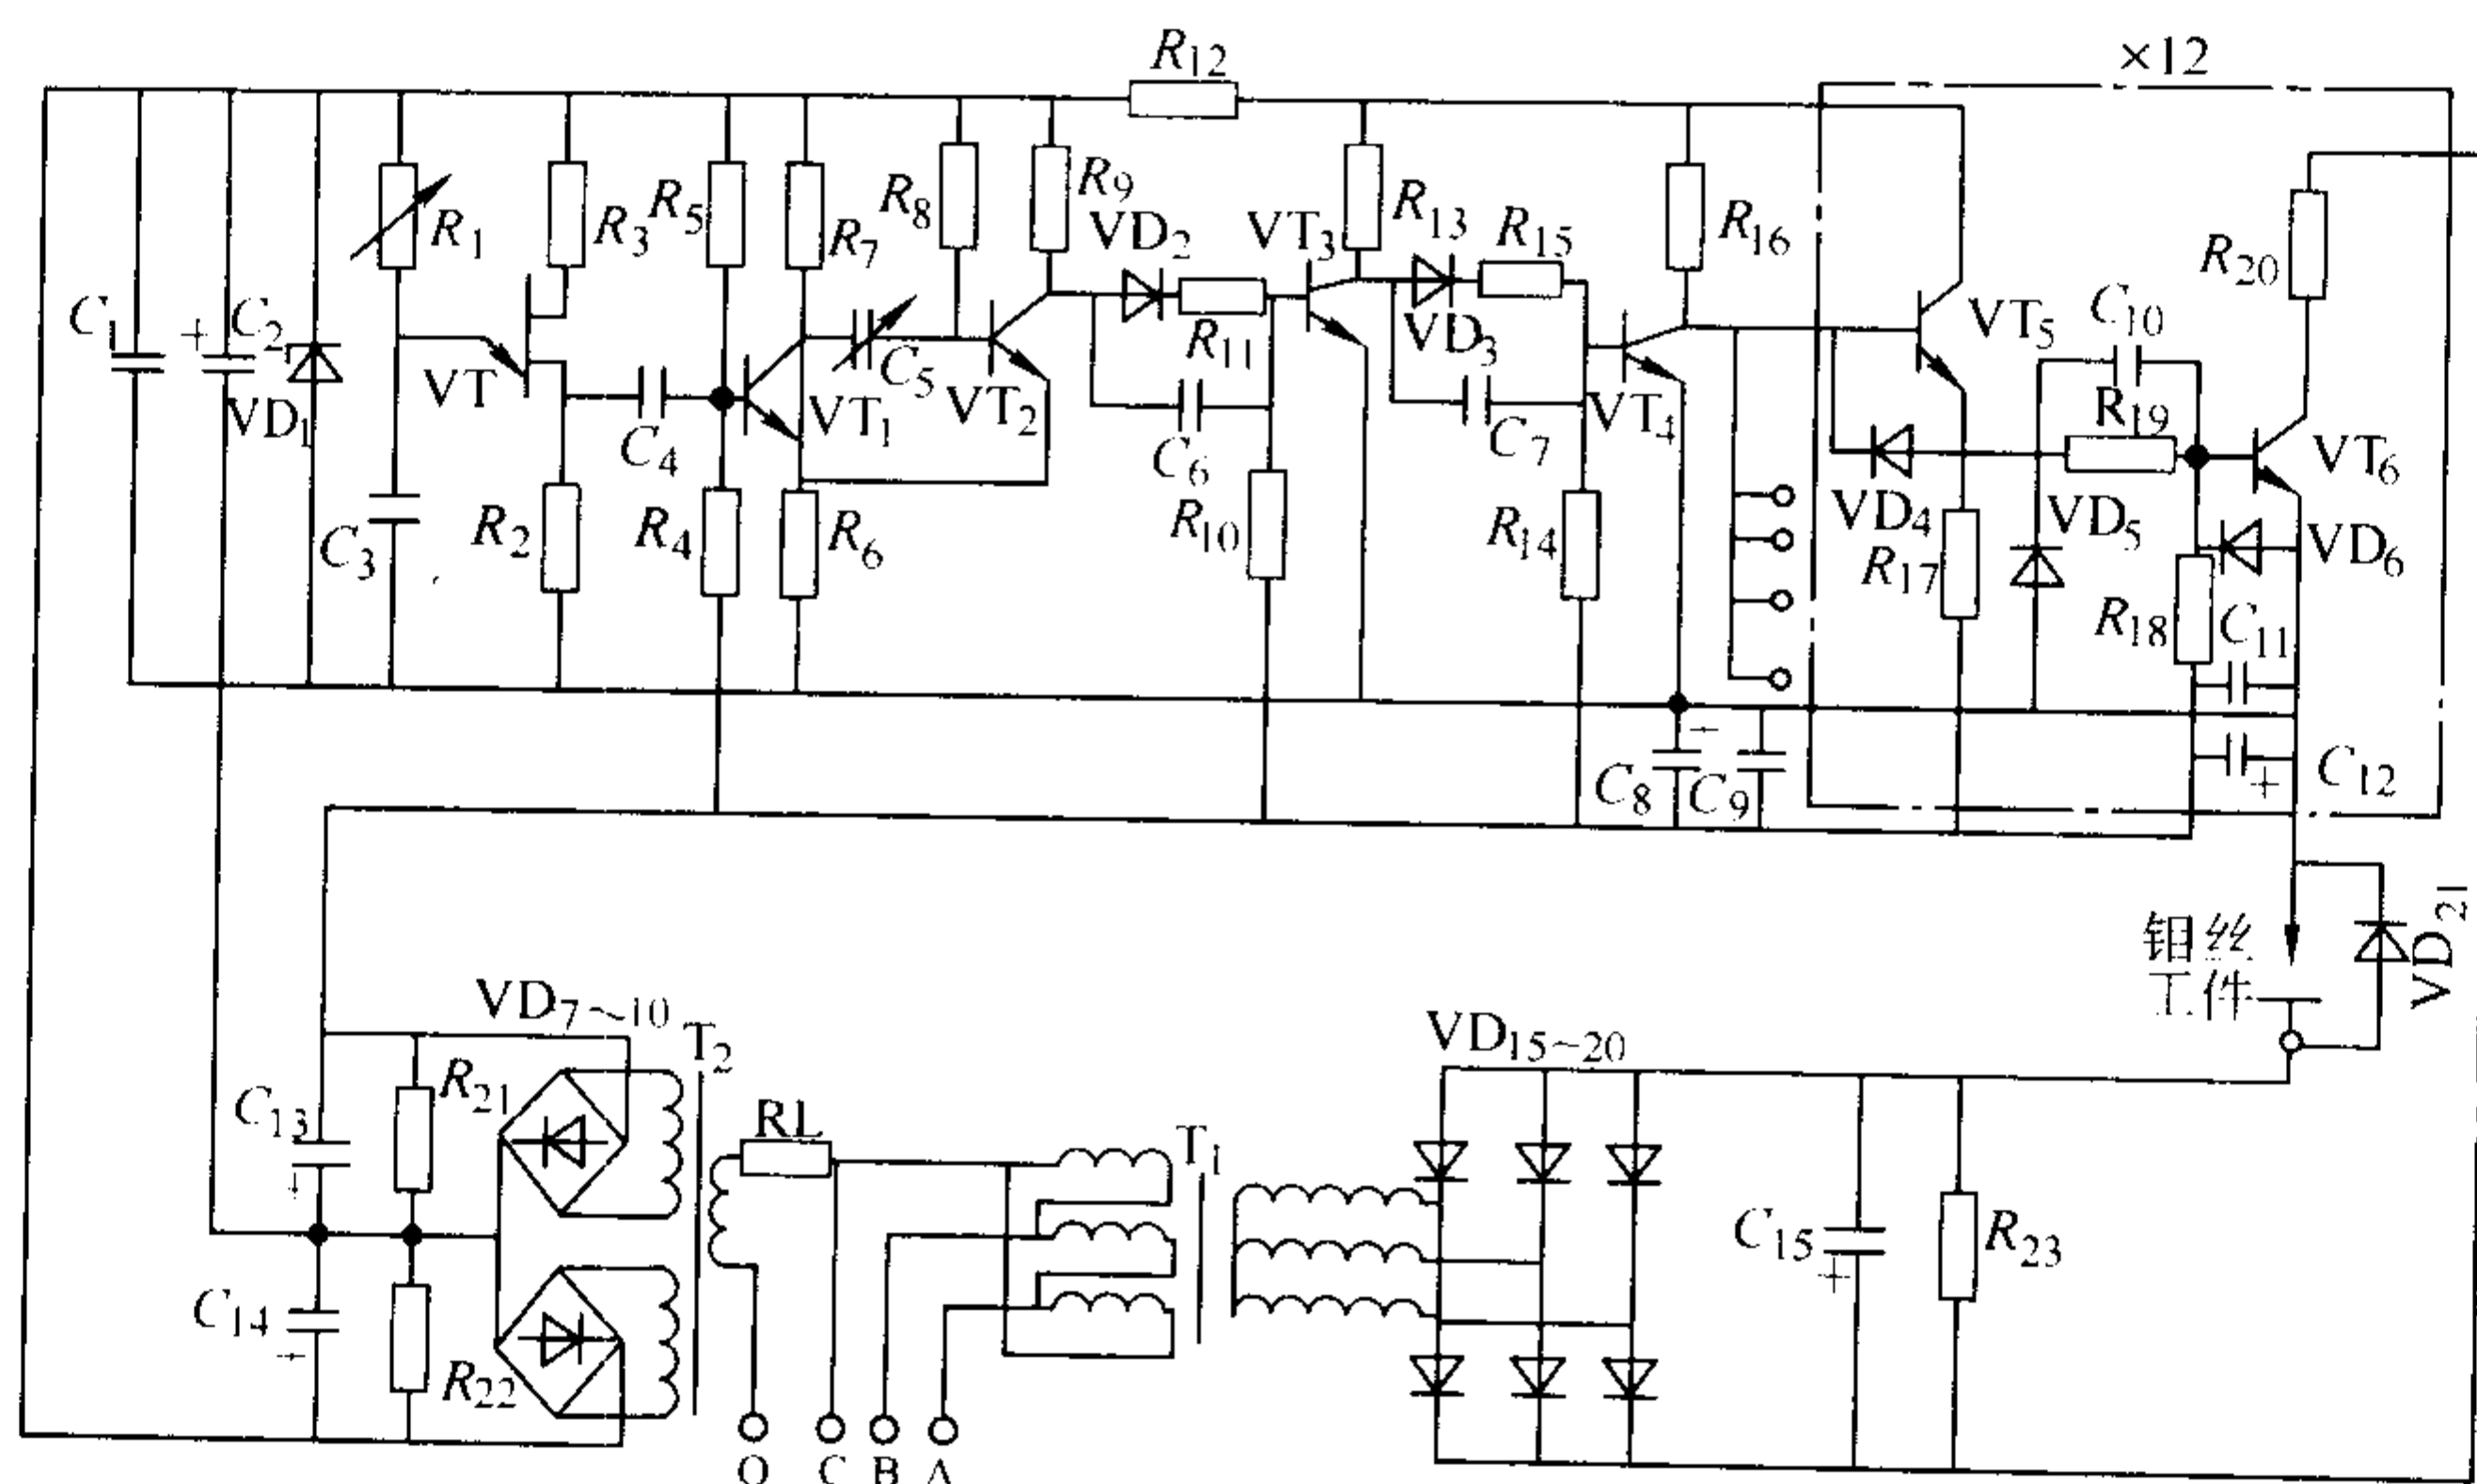 R12
×12
R1
R3
R5
R7
R8
R9
VD2
VT3
R13
R15
R16
R20
C1
+
C2
VD1
VT
C4
VT1
C5
VT2
R11
VD3
VT4
VT5
C10
R19
VT6
C3
R2
R4
R6
C6
R10
C7
R14
VD4
R17
VD5
VD6
R18
C11
C8
+
C9
C12
+
钼丝
工件
VD21
VD7~10
T2
C13
+
R21
RL
T1
VD15~20
C14
+
R22
C15
+
R23
O
C
B
A